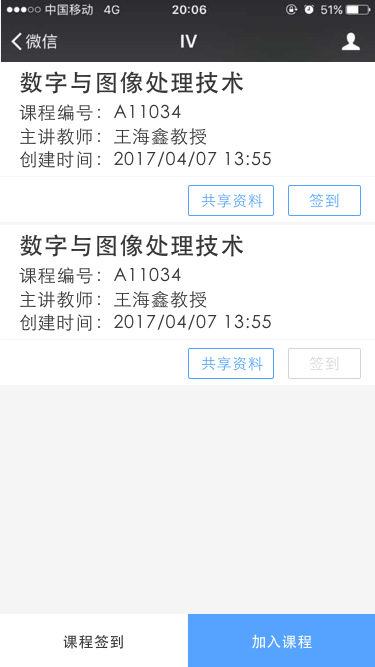 中国移动 4G 20:06 51%
微信 IV
数字与图像处理技术
课程编号：A11034
主讲教师：王海鑫教授
创建时间：2017/04/07 13:55
共享资料 签到
数字与图像处理技术
课程编号：A11034
主讲教师：王海鑫教授
创建时间：2017/04/07 13:55
共享资料 签到
课程签到 加入课程